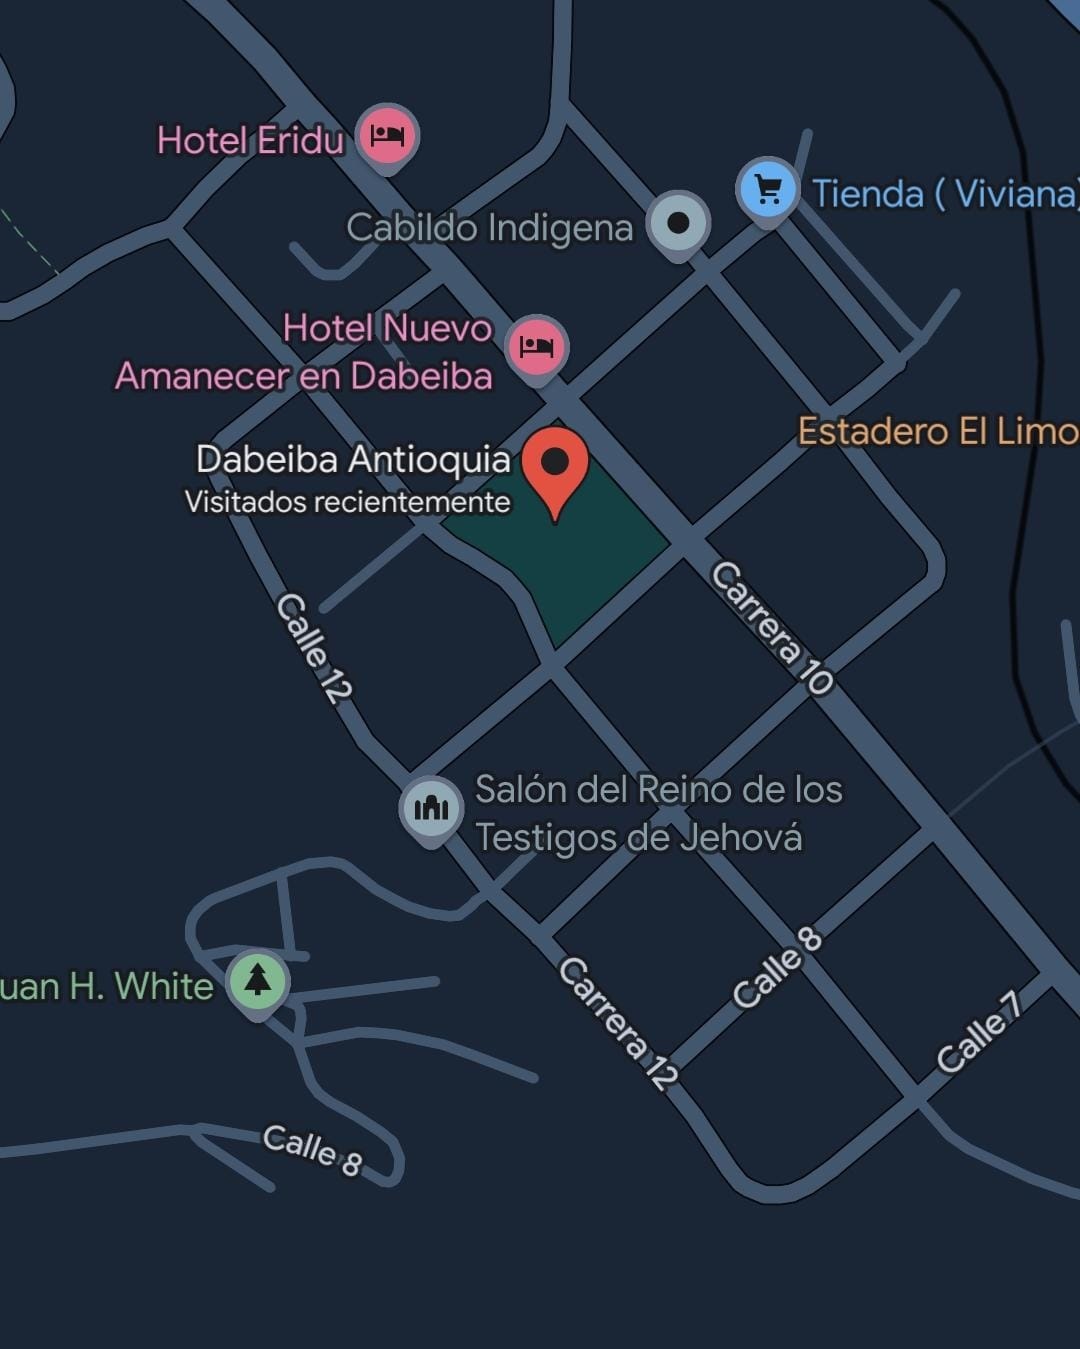 Hotel Eridu
Tienda ( Viviana)
Cabildo Indigena
Hotel Nuevo
Amanecer en Dabeiba
Estadero El Limo
Dabeiba Antioquia
Visitados recientemente
Carrera 10
Calle 12
Salón del Reino de los
Testigos de Jehová
Calle 8
uan H. White
Carrera 12
Calle 7
Calle 8